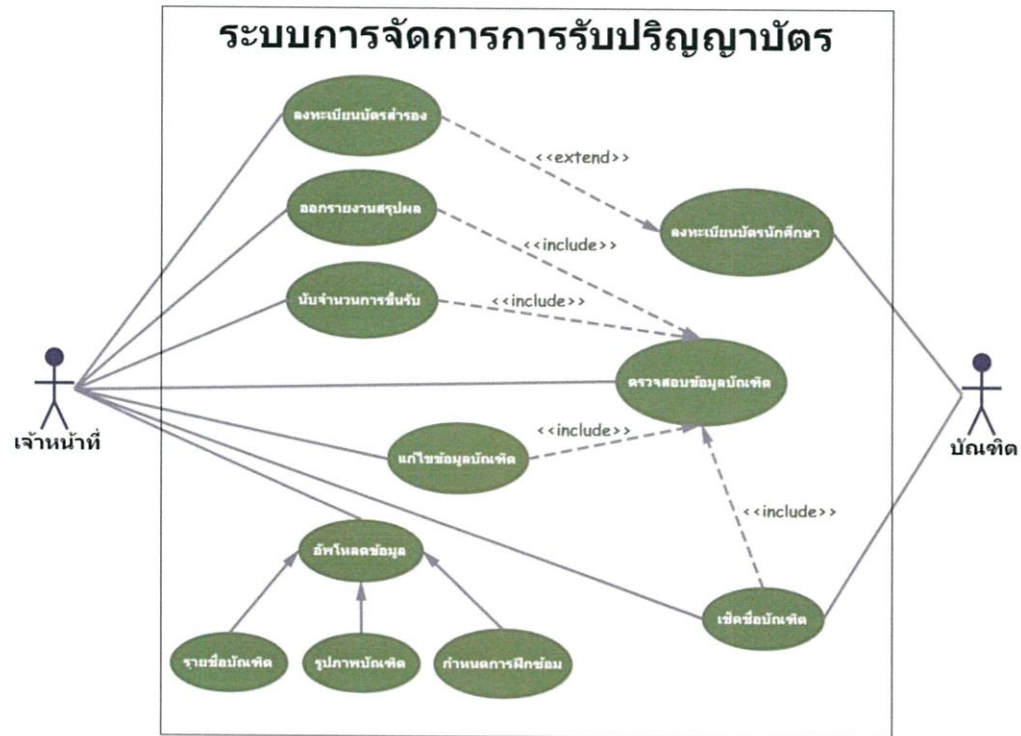 ระบบการจัดการการรับปริญญาบัตร
ลงทะเบียนบัตรสำรอง
<<extend>>
ออกรายงานสรุปผล
ลงทะเบียนบัตรนักศึกษา
<<include>>
นับจำนวนการขึ้นรับ
<<include>>
ตรวจสอบข้อมูลบัณฑิต
เจ้าหน้าที่
บัณฑิต
<<include>>
แก้ไขข้อมูลบัณฑิต
<<include>>
อัพโหลดข้อมูล
เช็คชื่อบัณฑิต
รายชื่อบัณฑิต
รูปภาพบัณฑิต
กำหนดการฝึกซ้อม